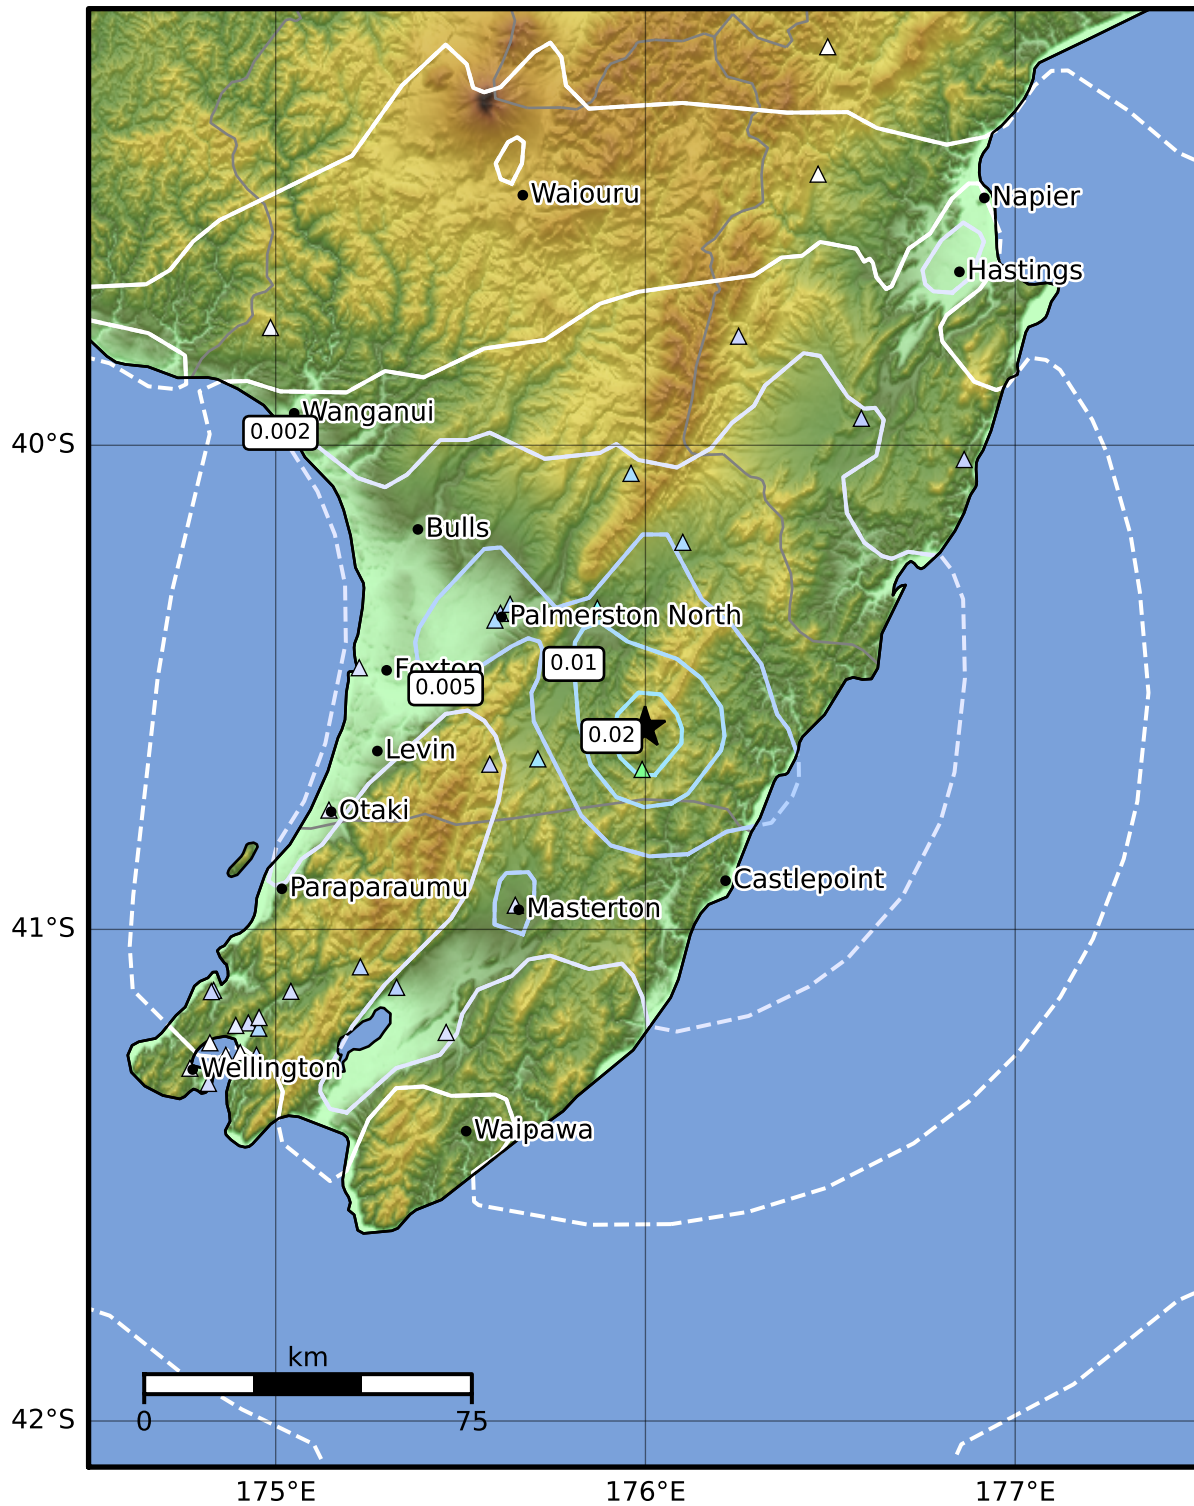 Waiouru
Napier
Hastings
Wanganui
0.002
40°S
Bulls
Palmerston North
0.01
Foxton
0.005
0.02
Levin
Otaki
Castlepoint
Paraparaumu
Masterton
41°S
Wellington
Waipawa
km
0
75
42°S
175°E
176°E
177°E